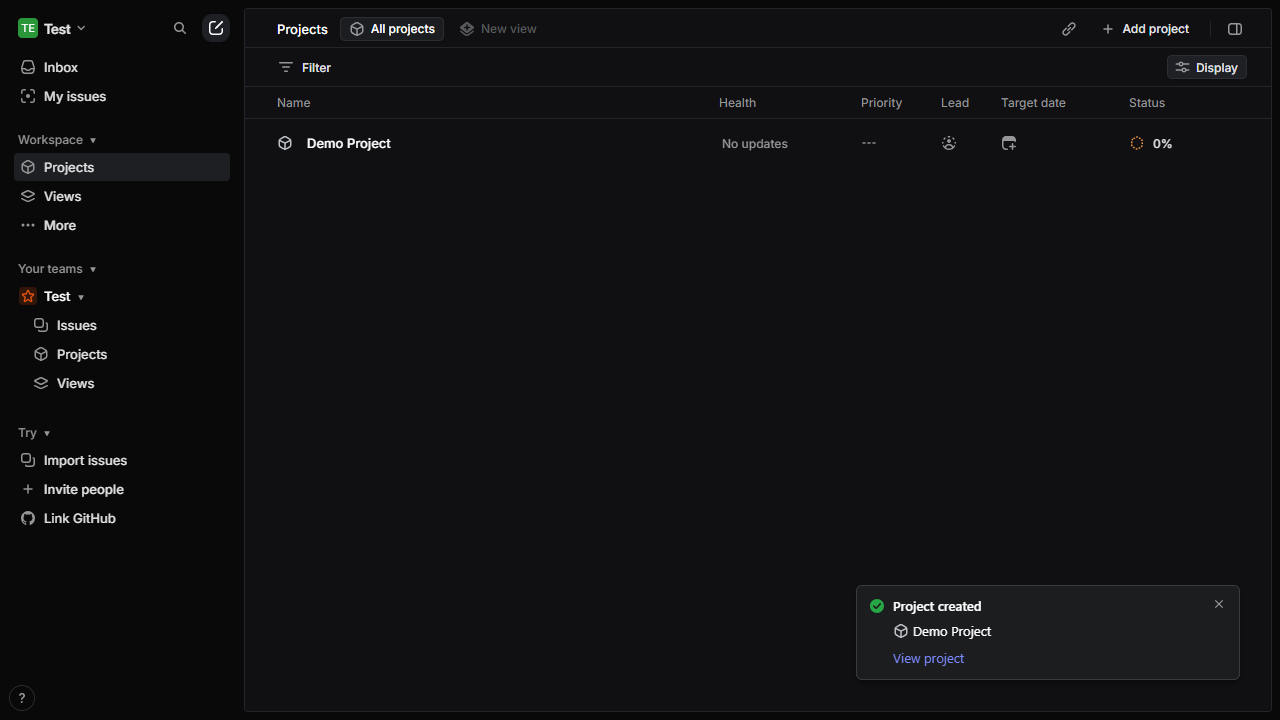 TE Test
Inbox
My issues
Workspace
Projects
Views
More
Your teams
Test
Issues
Projects
Views
Try
Import issues
Invite people
Link GitHub
?
Projects All projects New view Add project
Filter Display
Name Health Priority Lead Target date Status
Demo Project No updates --- 0%
Project created
Demo Project
View project